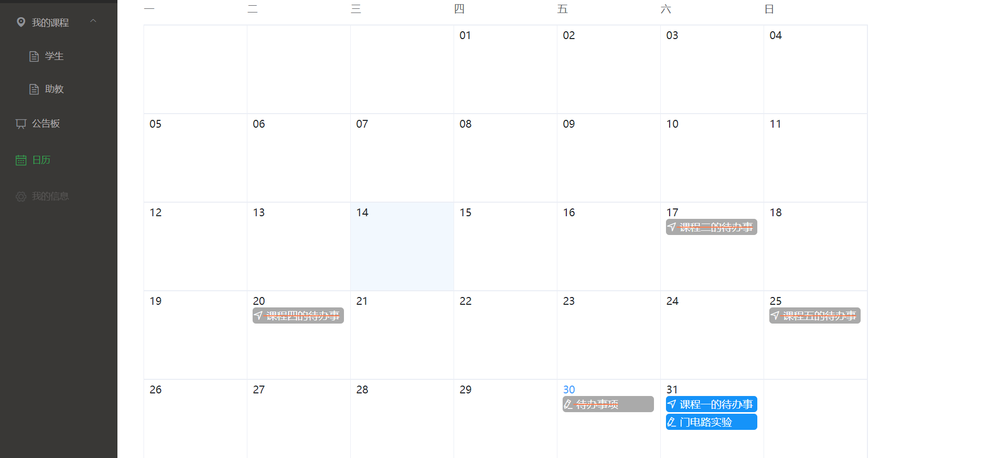 我的课程
学生
助教
公告板
日历
我的信息
一 二 三 四 五 六 日
01 02 03 04
05 06 07 08 09 10 11
12 13 14 15 16 17 18
课程二的待办事
19 20 21 22 23 24 25
课程四的待办事 课程五的待办事
26 27 28 29 30 31
待办事项 课程一的待办事
门电路实验